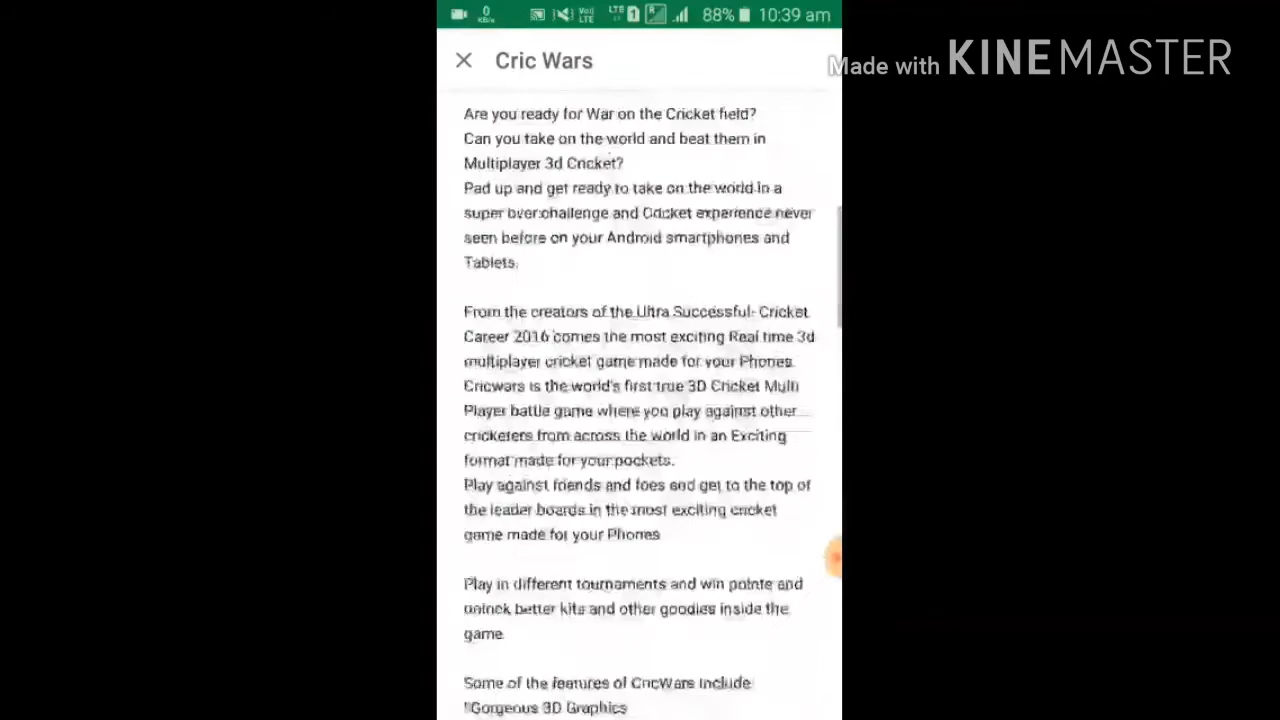 0
KB/s
Vo))
LTE
LTE
1
R
88%
10:39 am
Cric Wars
Made with KINEMASTER
Are you ready for War on the Cricket field?
Can you take on the world and beat them in
Multiplayer 3d Cricket?
Pad up and get ready to take on the world in a
super over challenge and Cricket experience never
seen before on your Android smartphones and
Tablets.
From the creators of the Ultra Successful- Cricket
Career 2016 comes the most exciting Real time 3d
multiplayer cricket game made for your Phones.
Cricwars is the world's first true 3D Cricket Multi
Player battle game where you play against other
cricketers from across the world in an Exciting
format made for your pockets.
Play against friends and foes and get to the top of
the leader boards in the most exciting cricket
game made for your Phones
Play in different tournaments and win points and
unlock better kits and other goodies inside the
game
Some of the features of CricWars Include
"Gorgeous 3D Graphics